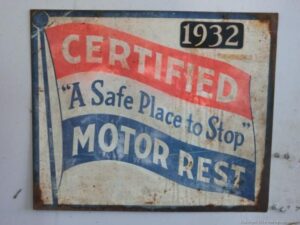 1932
CERTIFIED
"A Safe Place to Stop"
MOTOR REST